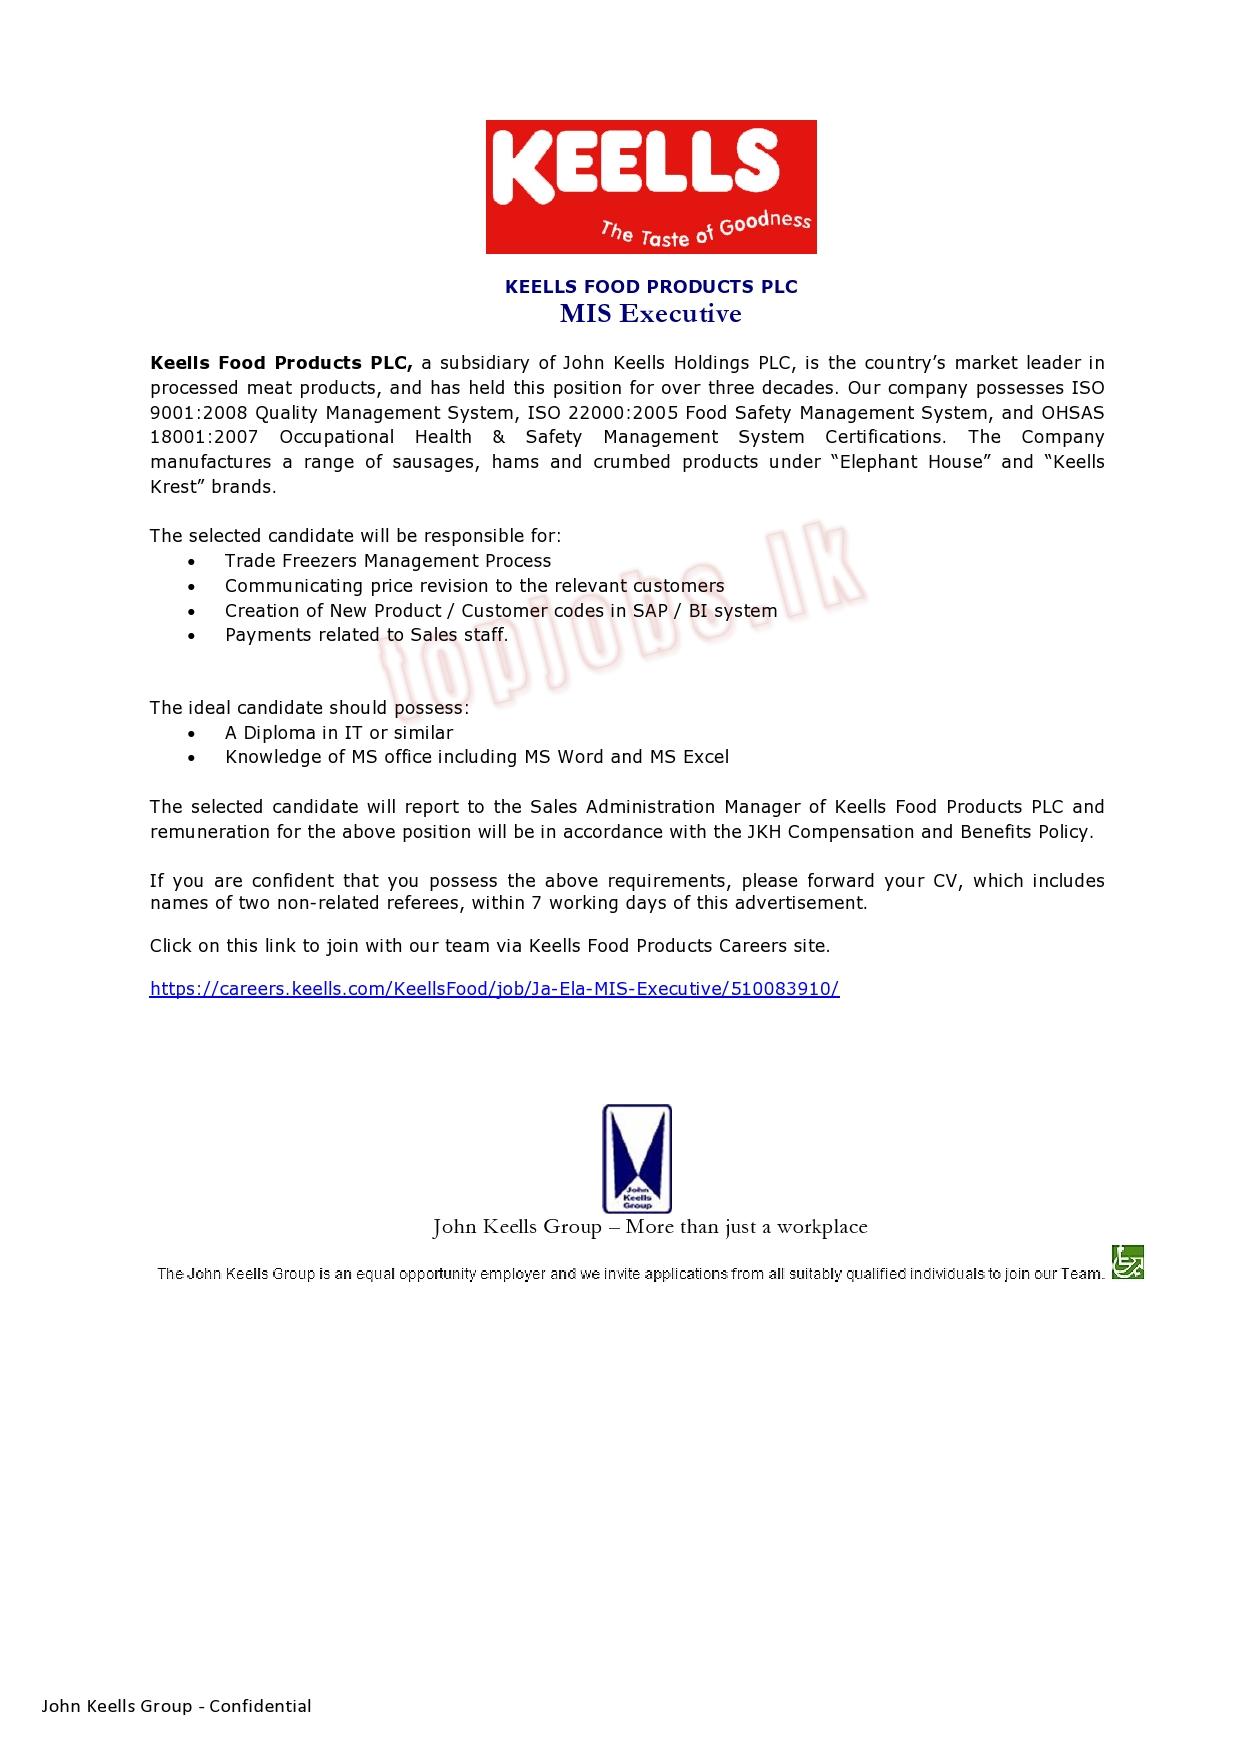 KEELLS
The Taste of Goodness
KEELLS FOOD PRODUCTS PLC
MIS Executive
Keells Food Products PLC, a subsidiary of John Keells Holdings PLC, is the country’s market leader in
processed meat products, and has held this position for over three decades. Our company possesses ISO
9001:2008 Quality Management System, ISO 22000:2005 Food Safety Management System, and OHSAS
18001:2007 Occupational Health & Safety Management System Certifications. The Company
manufactures a range of sausages, hams and crumbed products under “Elephant House” and “Keells
Krest” brands.
The selected candidate will be responsible for:
• Trade Freezers Management Process
• Communicating price revision to the relevant customers
• Creation of New Product / Customer codes in SAP / BI system
• Payments related to Sales staff.
topjobs.lk
The ideal candidate should possess:
• A Diploma in IT or similar
• Knowledge of MS office including MS Word and MS Excel
The selected candidate will report to the Sales Administration Manager of Keells Food Products PLC and
remuneration for the above position will be in accordance with the JKH Compensation and Benefits Policy.
If you are confident that you possess the above requirements, please forward your CV, which includes
names of two non-related referees, within 7 working days of this advertisement.
Click on this link to join with our team via Keells Food Products Careers site.
https://careers.keells.com/KeellsFood/job/Ja-Ela-MIS-Executive/510083910/
John
Keells
Group
John Keells Group – More than just a workplace
The John Keells Group is an equal opportunity employer and we invite applications from all suitably qualified individuals to join our Team.
John Keells Group - Confidential